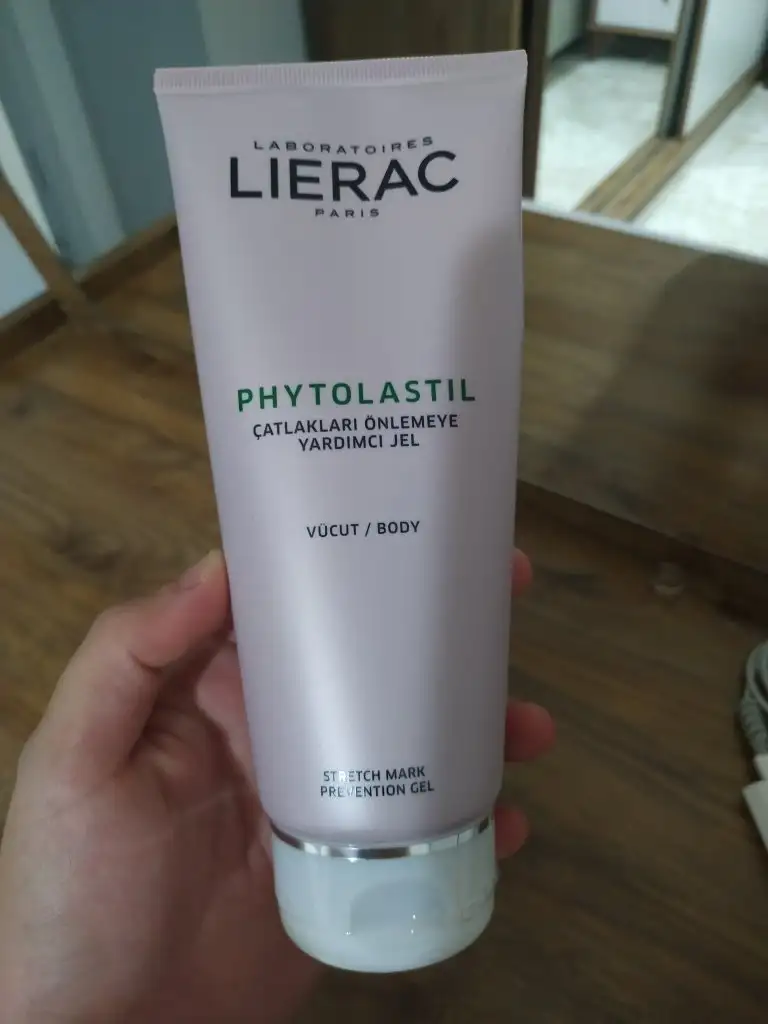 LABORATOIRES
LIERAC
PARIS
PHYTOLASTIL
ÇATLAKLARI ÖNLEMEYE
YARDIMCI JEL
VÜCUT / BODY
STRETCH MARK
PREVENTION GEL